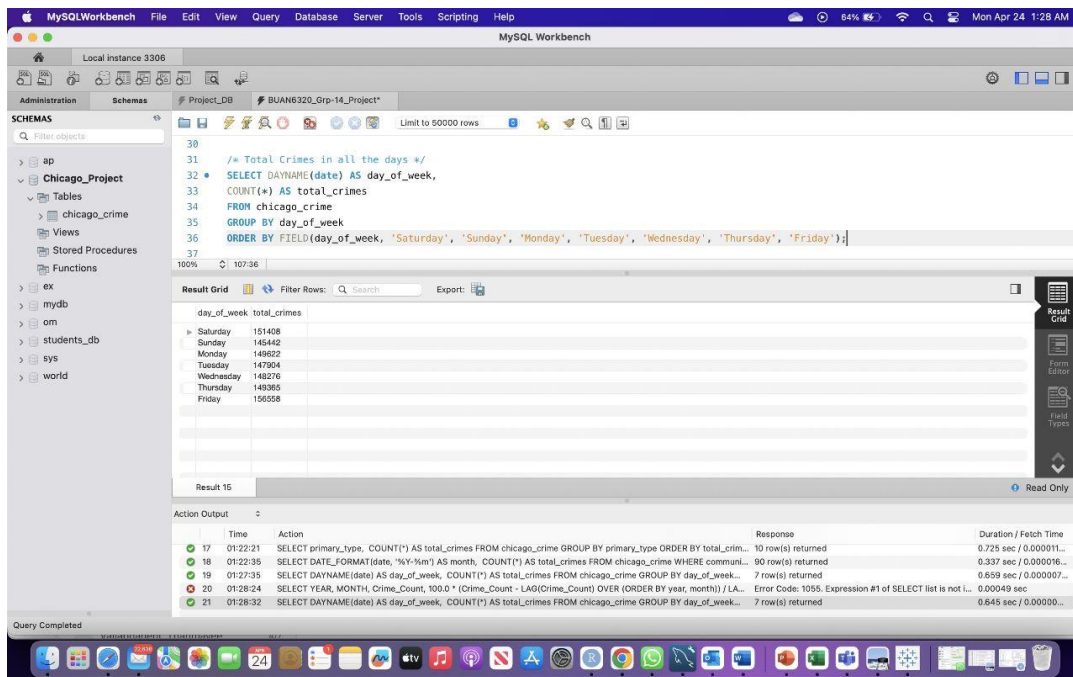 MySQLWorkbench File Edit View Query Database Server Tools Scripting Help 64% Mon Apr 24 1:28 AM
MySQL Workbench
Local instance 3306
Administration Schemas Project_DB BUAN6320_Grp-14_Project*
SCHEMAS
Filter objects
ap
Chicago_Project
Tables
chicago_crime
Views
Stored Procedures
Functions
ex
mydb
om
students_db
sys
world
Limit to 50000 rows
30
31 /* Total Crimes in all the days */
32 SELECT DAYNAME(date) AS day_of_week,
33 COUNT(*) AS total_crimes
34 FROM chicago_crime
35 GROUP BY day_of_week
36 ORDER BY FIELD(day_of_week, 'Saturday', 'Sunday', 'Monday', 'Tuesday', 'Wednesday', 'Thursday', 'Friday');
37
100% 107:36
Result Grid Filter Rows: Search Export:
day_of_week total_crimes
Saturday 151408
Sunday 145442
Monday 149622
Tuesday 147904
Wednesday 148276
Thursday 149365
Friday 156558
Result Grid
Form Editor
Field Types
Result 15 Read Only
Action Output
Time Action Response Duration / Fetch Time
17 01:22:21 SELECT primary_type, COUNT(*) AS total_crimes FROM chicago_crime GROUP BY primary_type ORDER BY total_crim... 10 row(s) returned 0.725 sec / 0.000011...
18 01:22:35 SELECT DATE_FORMAT(date, '%Y-%m') AS month, COUNT(*) AS total_crimes FROM chicago_crime WHERE communi... 90 row(s) returned 0.337 sec / 0.000016...
19 01:27:35 SELECT DAYNAME(date) AS day_of_week, COUNT(*) AS total_crimes FROM chicago_crime GROUP BY day_of_week... 7 row(s) returned 0.659 sec / 0.000007...
20 01:28:24 SELECT YEAR, MONTH, Crime_Count, 100.0 * (Crime_Count - LAG(Crime_Count) OVER (ORDER BY year, month)) / LA... Error Code: 1055. Expression #1 of SELECT list is not i... 0.00049 sec
21 01:28:32 SELECT DAYNAME(date) AS day_of_week, COUNT(*) AS total_crimes FROM chicago_crime GROUP BY day_of_week... 7 row(s) returned 0.645 sec / 0.00000...
Query Completed
APR
24
tv